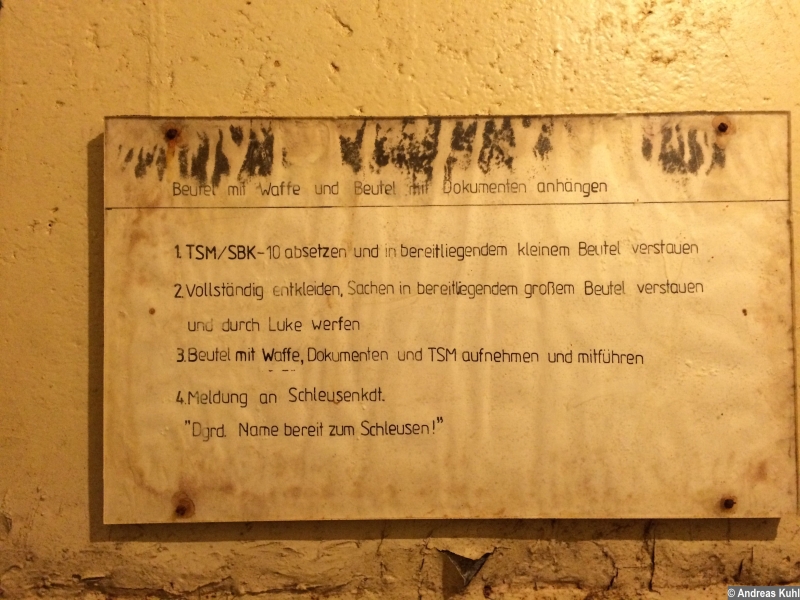 Beutel mit Waffe und Beutel mit Dokumenten anhängen
1. TSM/SBK-10 absetzen und in bereitliegendem kleinem Beutel verstauen
2. Vollständig entkleiden, Sachen in bereitliegendem großem Beutel verstauen
und durch Luke werfen
3. Beutel mit Waffe, Dokumenten und TSM aufnehmen und mitführen
4. Meldung an Schleusenkdt.
"Dgrd. Name bereit zum Schleusen!"
© Andreas Kuhl